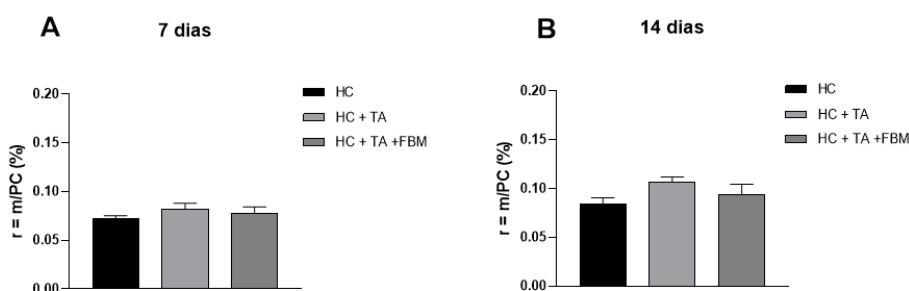 A
7 dias
HC
HC + TA
HC + TA +FBM
r = m/PC (%)
0.20
0.15
0.10
0.05
0.00
B
14 dias
HC
HC + TA
HC + TA +FBM
r = m/PC (%)
0.20
0.15
0.10
0.05
0.00